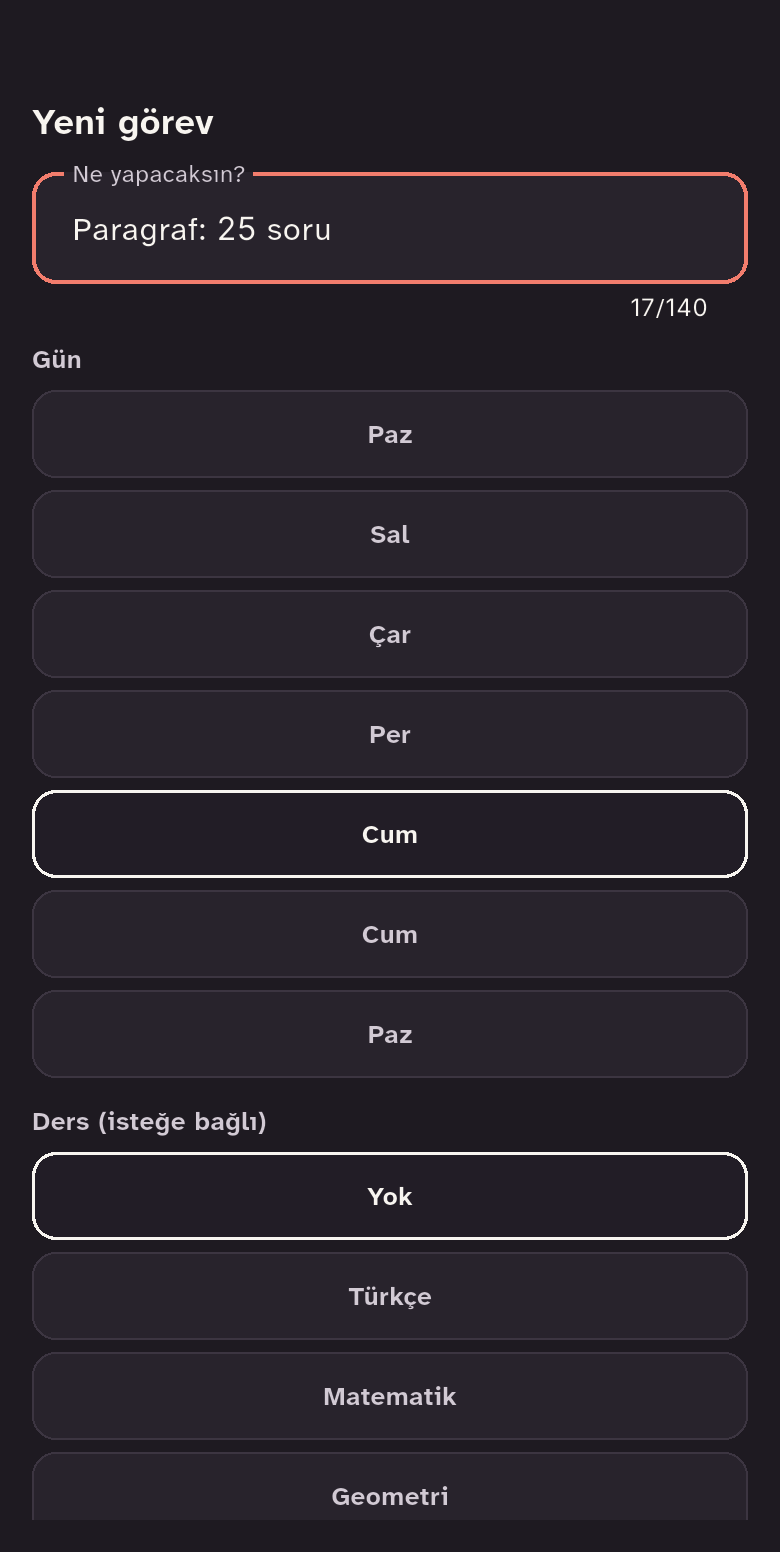 Yeni görev
Ne yapacaksın?
Paragraf: 25 soru
17/140
Gün
Paz
Sal
Çar
Per
Cum
Cum
Paz
Ders (isteğe bağlı)
Yok
Türkçe
Matematik
Geometri